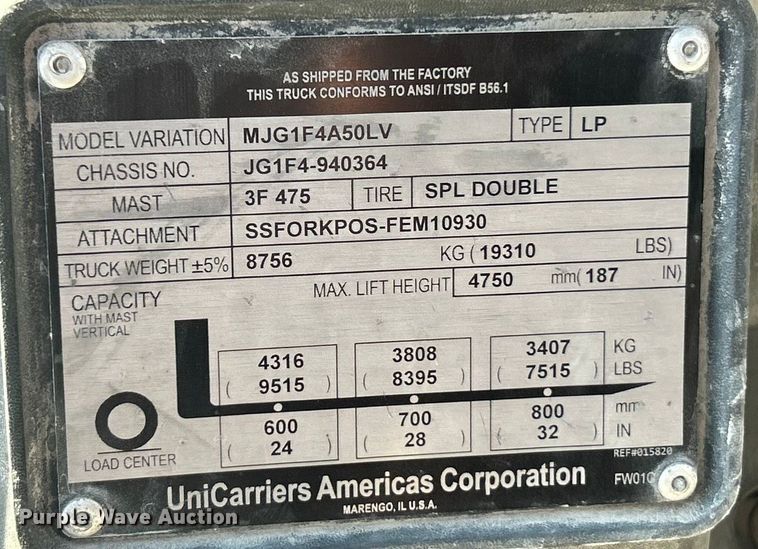 AS SHIPPED FROM THE FACTORY
THIS TRUCK CONFORMS TO ANSI / ITSDF B56.1
MODEL VARIATION MJG1F4A50LV TYPE LP
CHASSIS NO. JG1F4-940364
MAST 3F 475 TIRE SPL DOUBLE
ATTACHMENT SSFORKPOS-FEM10930
TRUCK WEIGHT ±5% 8756 KG ( 19310 LBS)
MAX. LIFT HEIGHT 4750 mm( 187 IN)
CAPACITY
WITH MAST
VERTICAL
4316 3808 3407 KG
( 9515 ) ( 8395 ) ( 7515 ) LBS
600 700 800 mm
( 24 ) ( 28 ) ( 32 ) IN
LOAD CENTER
REF#015820
UniCarriers Americas Corporation
MARENGO, IL U.S.A.
Purple Wave Auction